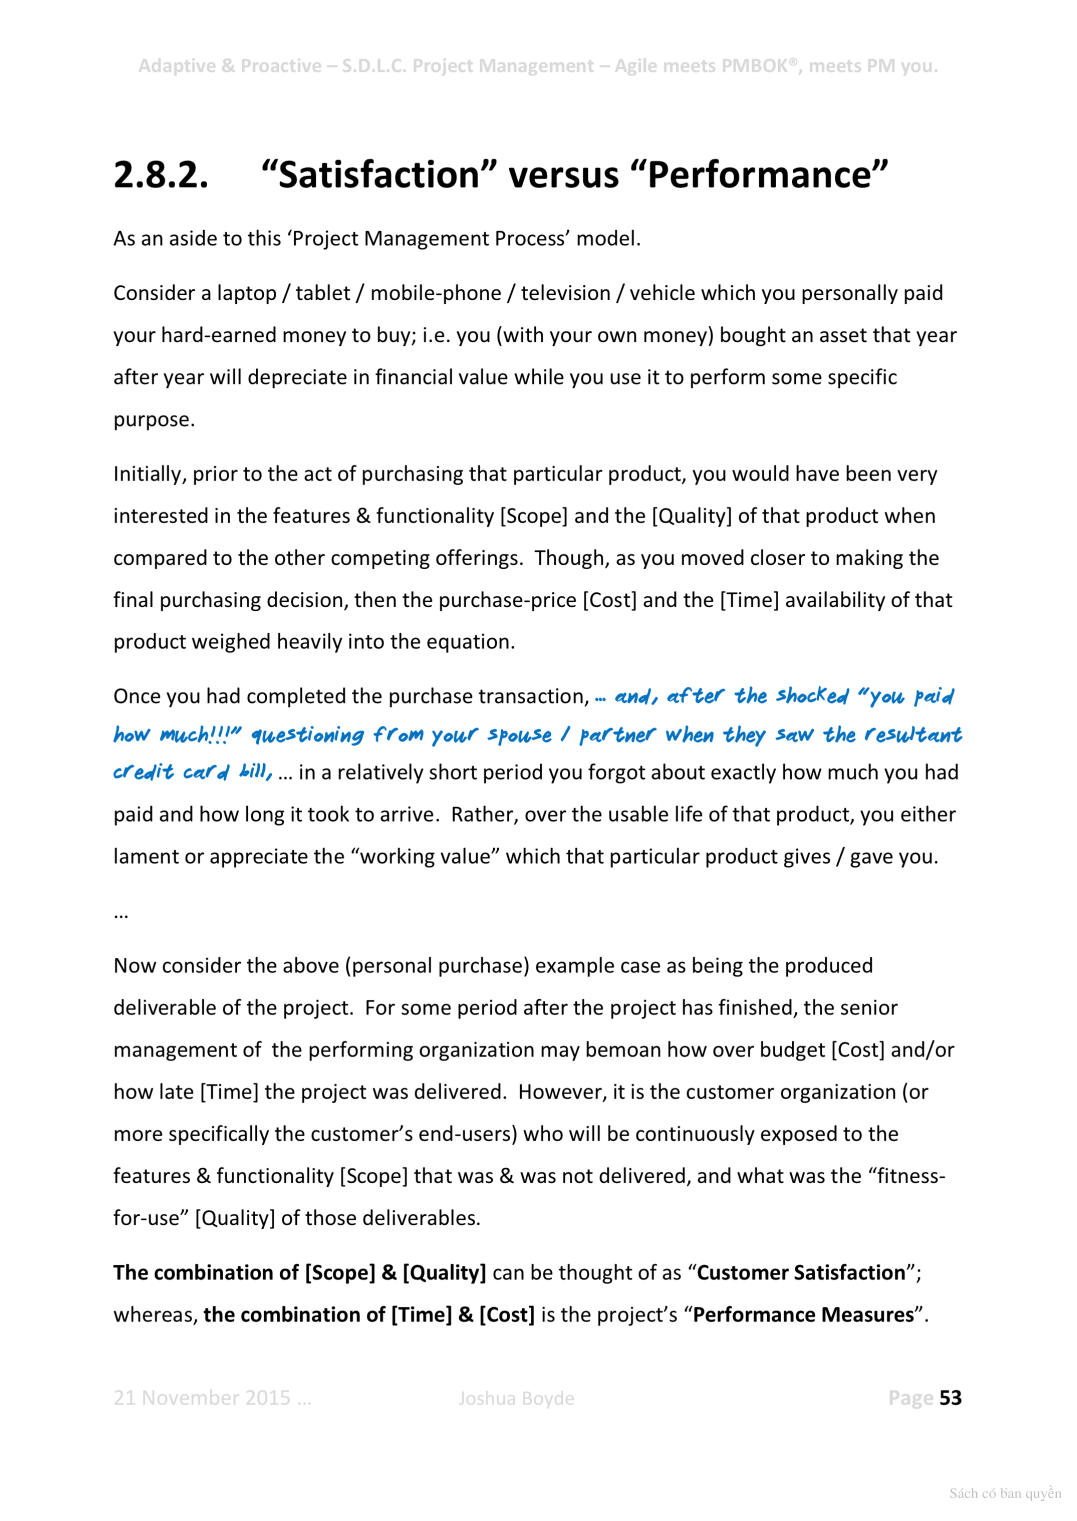 Adaptive & Proactive – S.D.L.C. Project Management – Agile meets PMBOK®, meets PM you.
2.8.2. “Satisfaction” versus “Performance”
As an aside to this ‘Project Management Process’ model.
Consider a laptop / tablet / mobile-phone / television / vehicle which you personally paid
your hard-earned money to buy; i.e. you (with your own money) bought an asset that year
after year will depreciate in financial value while you use it to perform some specific
purpose.
Initially, prior to the act of purchasing that particular product, you would have been very
interested in the features & functionality [Scope] and the [Quality] of that product when
compared to the other competing offerings.  Though, as you moved closer to making the
final purchasing decision, then the purchase-price [Cost] and the [Time] availability of that
product weighed heavily into the equation.
Once you had completed the purchase transaction, … and, after the shocked “you paid
how much!!!” questioning from your spouse / partner when they saw the resultant
credit card bill, … in a relatively short period you forgot about exactly how much you had
paid and how long it took to arrive.  Rather, over the usable life of that product, you either
lament or appreciate the “working value” which that particular product gives / gave you.
…
Now consider the above (personal purchase) example case as being the produced
deliverable of the project.  For some period after the project has finished, the senior
management of  the performing organization may bemoan how over budget [Cost] and/or
how late [Time] the project was delivered.  However, it is the customer organization (or
more specifically the customer’s end-users) who will be continuously exposed to the
features & functionality [Scope] that was & was not delivered, and what was the “fitness-
for-use” [Quality] of those deliverables.
The combination of [Scope] & [Quality] can be thought of as “Customer Satisfaction”;
whereas, the combination of [Time] & [Cost] is the project’s “Performance Measures”.
21 November 2015 … Joshua Boyde Page 53
Sách có bản quyền